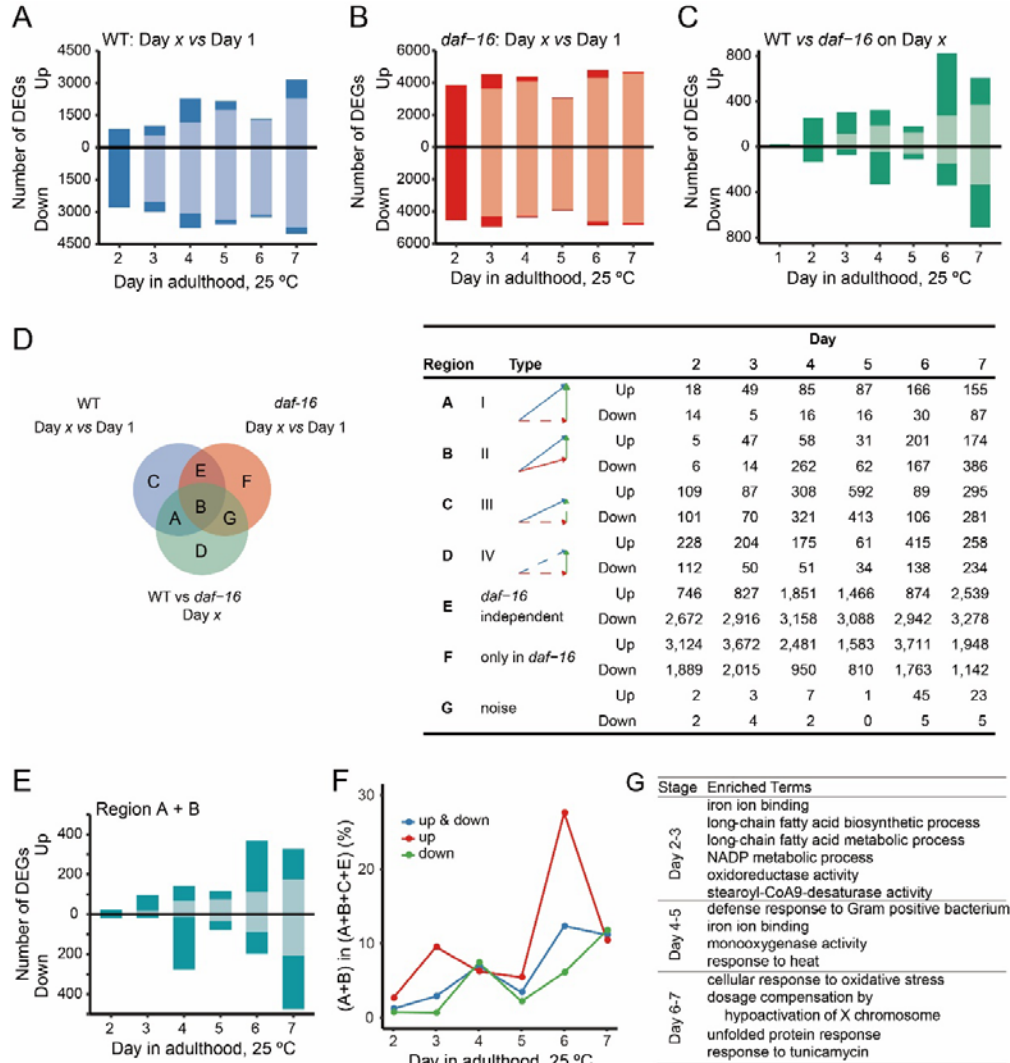 A
WT: Day x vs Day 1
4500
3000
1500
0
1500
3000
4500
Number of DEGs
Down Up
2 3 4 5 6 7
Day in adulthood, 25 ºC
B
daf−16: Day x vs Day 1
6000
4000
2000
0
2000
4000
6000
Number of DEGs
Down Up
2 3 4 5 6 7
Day in adulthood, 25 ºC
C
WT vs daf−16 on Day x
800
400
0
400
800
Number of DEGs
Down Up
1 2 3 4 5 6 7
Day in adulthood, 25 ºC
D
WT daf−16
Day x vs Day 1 Day x vs Day 1
C E F
B
A G
D
WT vs daf−16
Day x
Day
Region Type 2 3 4 5 6 7
A I Up 18 49 85 87 166 155
Down 14 5 16 16 30 87
B II Up 5 47 58 31 201 174
Down 6 14 262 62 167 386
C III Up 109 87 308 592 89 295
Down 101 70 321 413 106 281
D IV Up 228 204 175 61 415 258
Down 112 50 51 34 138 234
E daf−16 independent Up 746 827 1,851 1,466 874 2,539
Down 2,672 2,916 3,158 3,088 2,942 3,278
F only in daf−16 Up 3,124 3,672 2,481 1,583 3,711 1,948
Down 1,889 2,015 950 810 1,763 1,142
G noise Up 2 3 7 1 45 23
Down 2 4 2 0 5 5
E
Region A + B
400
200
0
200
400
Number of DEGs
Down Up
2 3 4 5 6 7
Day in adulthood, 25 ºC
F
30
20
10
0
(A+B) in (A+B+C+E) (%)
up & down
up
down
2 3 4 5 6 7
Day in adulthood, 25 ºC
G
Stage Enriched Terms
Day 2-3
iron ion binding
long-chain fatty acid biosynthetic process
long-chain fatty acid metabolic process
NADP metabolic process
oxidoreductase activity
stearoyl-CoA9-desaturase activity
Day 4-5
defense response to Gram positive bacterium
iron ion binding
monooxygenase activity
response to heat
Day 6-7
cellular response to oxidative stress
dosage compensation by
hypoactivation of X chromosome
unfolded protein response
response to tunicamycin